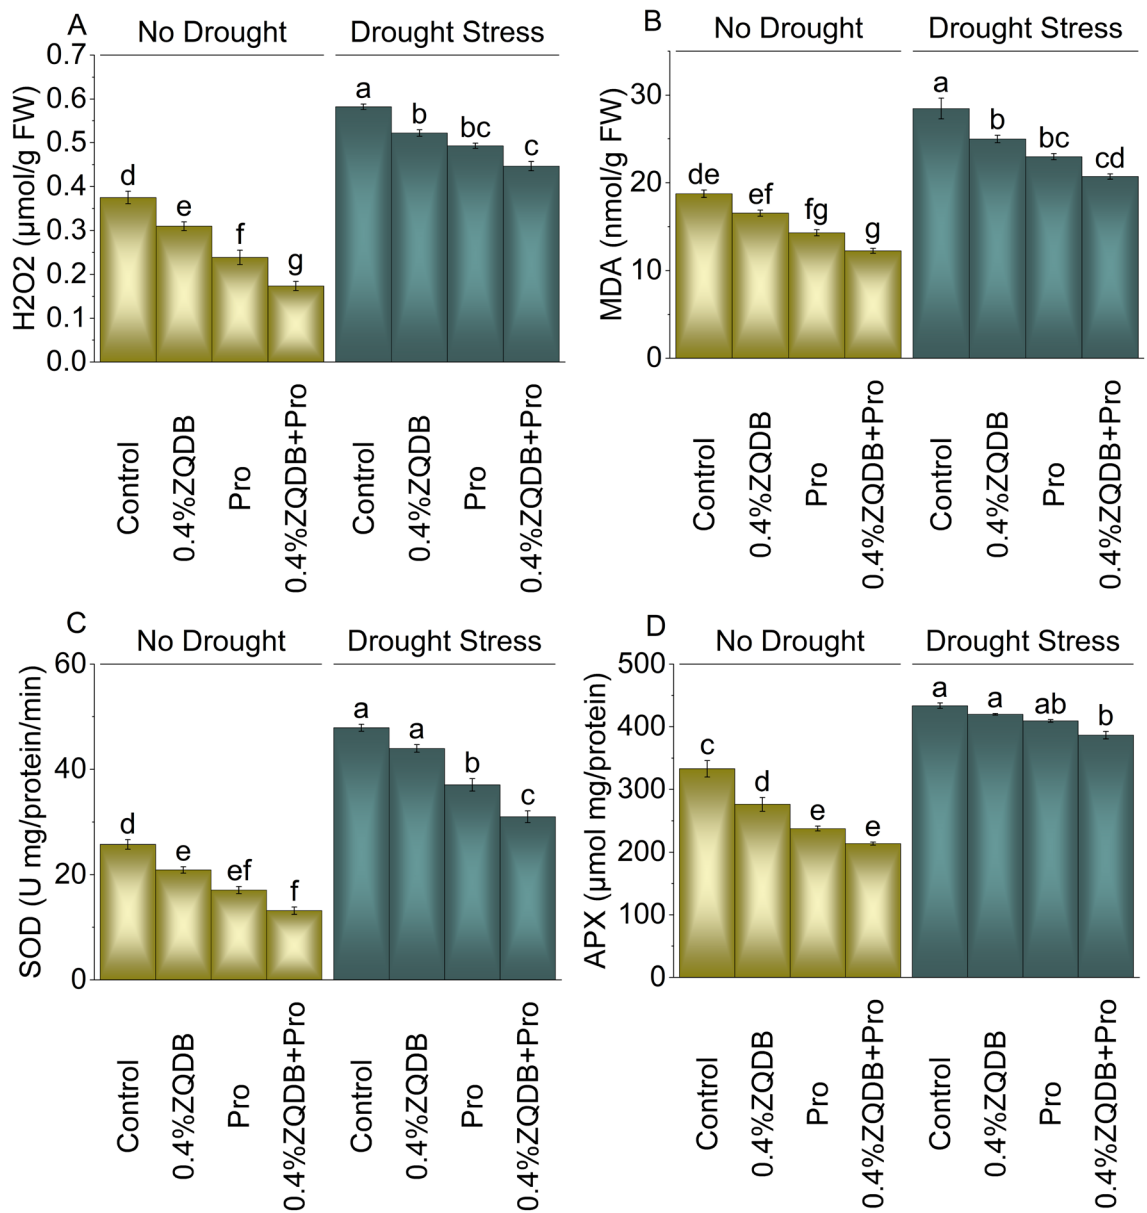 A
No Drought
Drought Stress
H2O2 (μmol/g FW)
0.7
0.6
0.5
0.4
0.3
0.2
0.1
0.0
d
e
f
g
a
b
bc
c
Control
0.4%ZQDB
Pro
0.4%ZQDB+Pro
Control
0.4%ZQDB
Pro
0.4%ZQDB+Pro
B
No Drought
Drought Stress
MDA (nmol/g FW)
30
20
10
0
de
ef
fg
g
a
b
bc
cd
Control
0.4%ZQDB
Pro
0.4%ZQDB+Pro
Control
0.4%ZQDB
Pro
0.4%ZQDB+Pro
C
No Drought
Drought Stress
SOD (U mg/protein/min)
60
40
20
0
d
e
ef
f
a
a
b
c
Control
0.4%ZQDB
Pro
0.4%ZQDB+Pro
Control
0.4%ZQDB
Pro
0.4%ZQDB+Pro
D
No Drought
Drought Stress
APX (μmol mg/protein)
500
400
300
200
100
0
c
d
e
e
a
a
ab
b
Control
0.4%ZQDB
Pro
0.4%ZQDB+Pro
Control
0.4%ZQDB
Pro
0.4%ZQDB+Pro